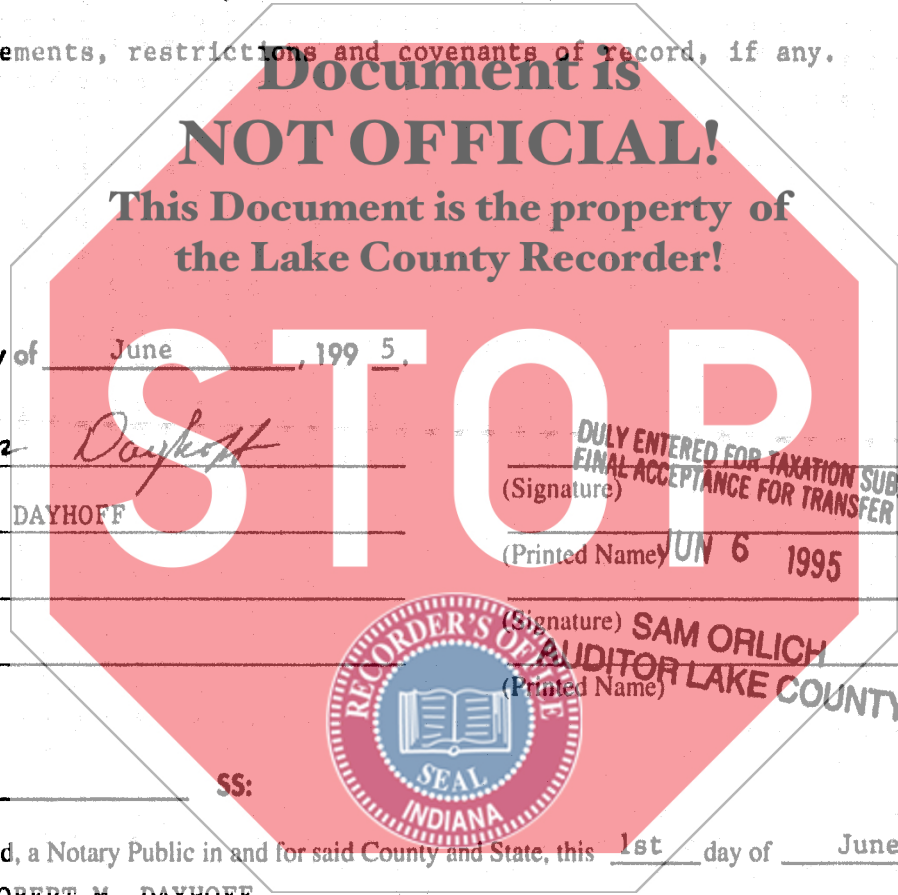 ements, restrictions and covenants of record, if any.
Document is
NOT OFFICIAL!
This Document is the property of
the Lake County Recorder!
STOP
of June , 199 5.
Dayhoff
DULY ENTERED FOR TAXATION SUB
FINAL ACCEPTANCE FOR TRANSFER
(Signature)
DAYHOFF
(Printed Name)
JUN 6 1995
(Signature)
SAM ORLICH
AUDITOR LAKE COUNTY
(Printed Name)
RECORDER'S OFFICE
SEAL
INDIANA
SS:
d, a Notary Public in and for said County and State, this 1st day of June
OBERT M. DAYHOFF